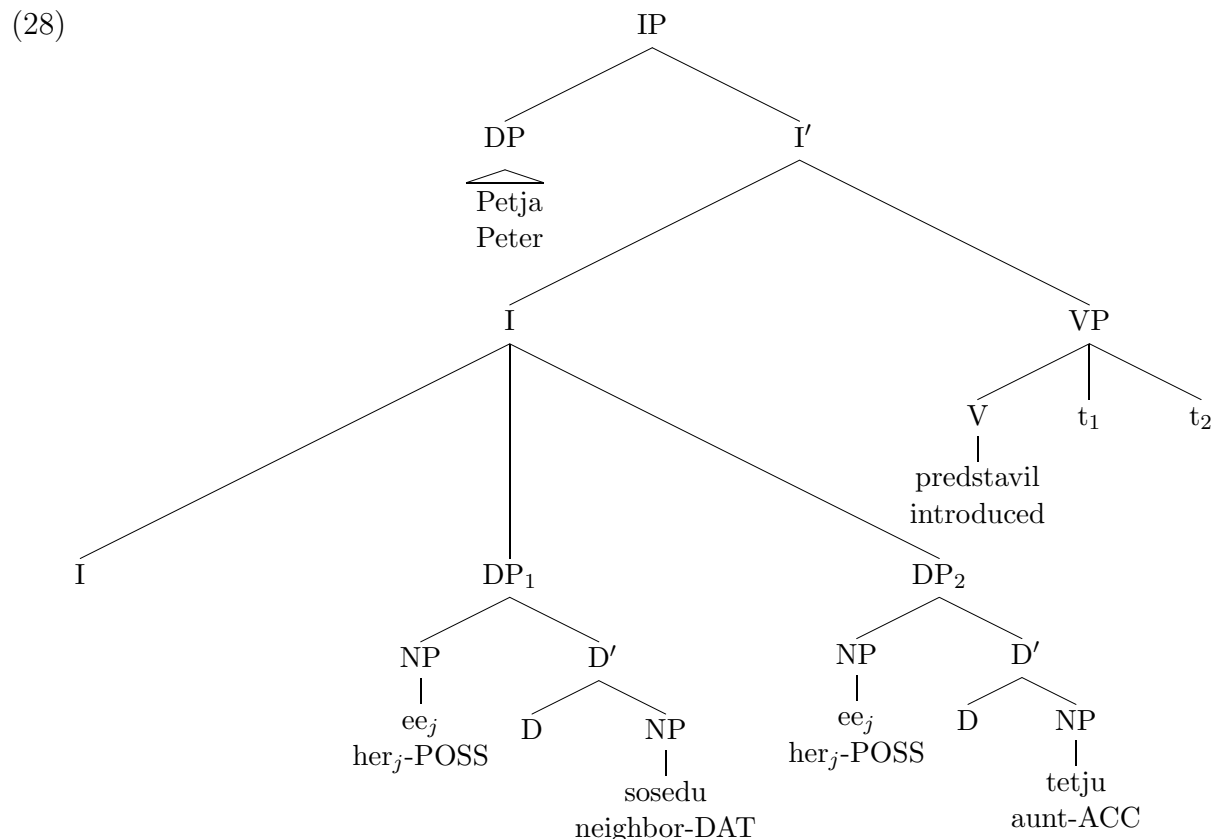 (28) IP
DP I′
Petja
Peter
I VP
V t₁ t₂
predstavil
introduced
I DP₁ DP₂
NP D′ NP D′
eeⱼ D NP eeⱼ D NP
herⱼ-POSS herⱼ-POSS
sosedu tetju
neighbor-DAT aunt-ACC